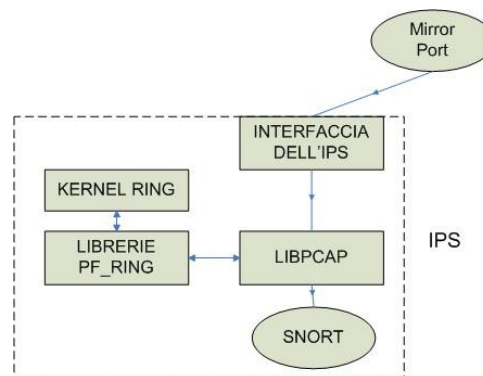 Mirror
Port
INTERFACCIA
DELL'IPS
KERNEL RING
LIBRERIE
PF_RING
LIBPCAP
IPS
SNORT